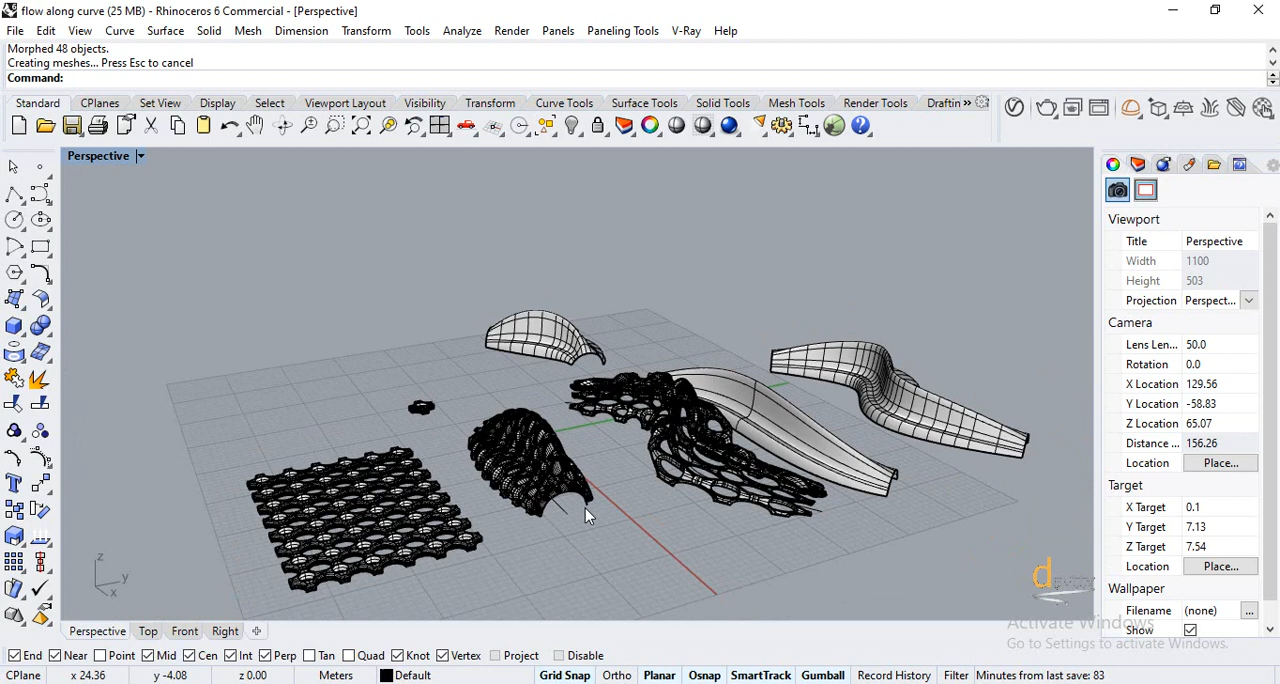 flow along curve (25 MB) - Rhinoceros 6 Commercial - [Perspective]
File Edit View Curve Surface Solid Mesh Dimension Transform Tools Analyze Render Panels Paneling Tools V-Ray Help
Morphed 48 objects.
Creating meshes... Press Esc to cancel
Command:
Standard CPlanes Set View Display Select Viewport Layout Visibility Transform Curve Tools Surface Tools Solid Tools Mesh Tools Render Tools Draftin »
Perspective
Viewport
Title Perspective
Width 1100
Height 503
Projection Perspect...
Camera
Lens Len... 50.0
Rotation 0.0
X Location 129.56
Y Location -58.83
Z Location 65.07
Distance ... 156.26
Location Place...
Target
X Target 0.1
Y Target 7.13
Z Target 7.54
Location Place...
Wallpaper
Filename (none) ...
Show
z
y
x
Activate Windows
Go to Settings to activate Windows.
Perspective Top Front Right
End Near Point Mid Cen Int Perp Tan Quad Knot Vertex Project Disable
CPlane x 24.36 y -4.08 z 0.00 Meters Default Grid Snap Ortho Planar Osnap SmartTrack Gumball Record History Filter Minutes from last save: 83